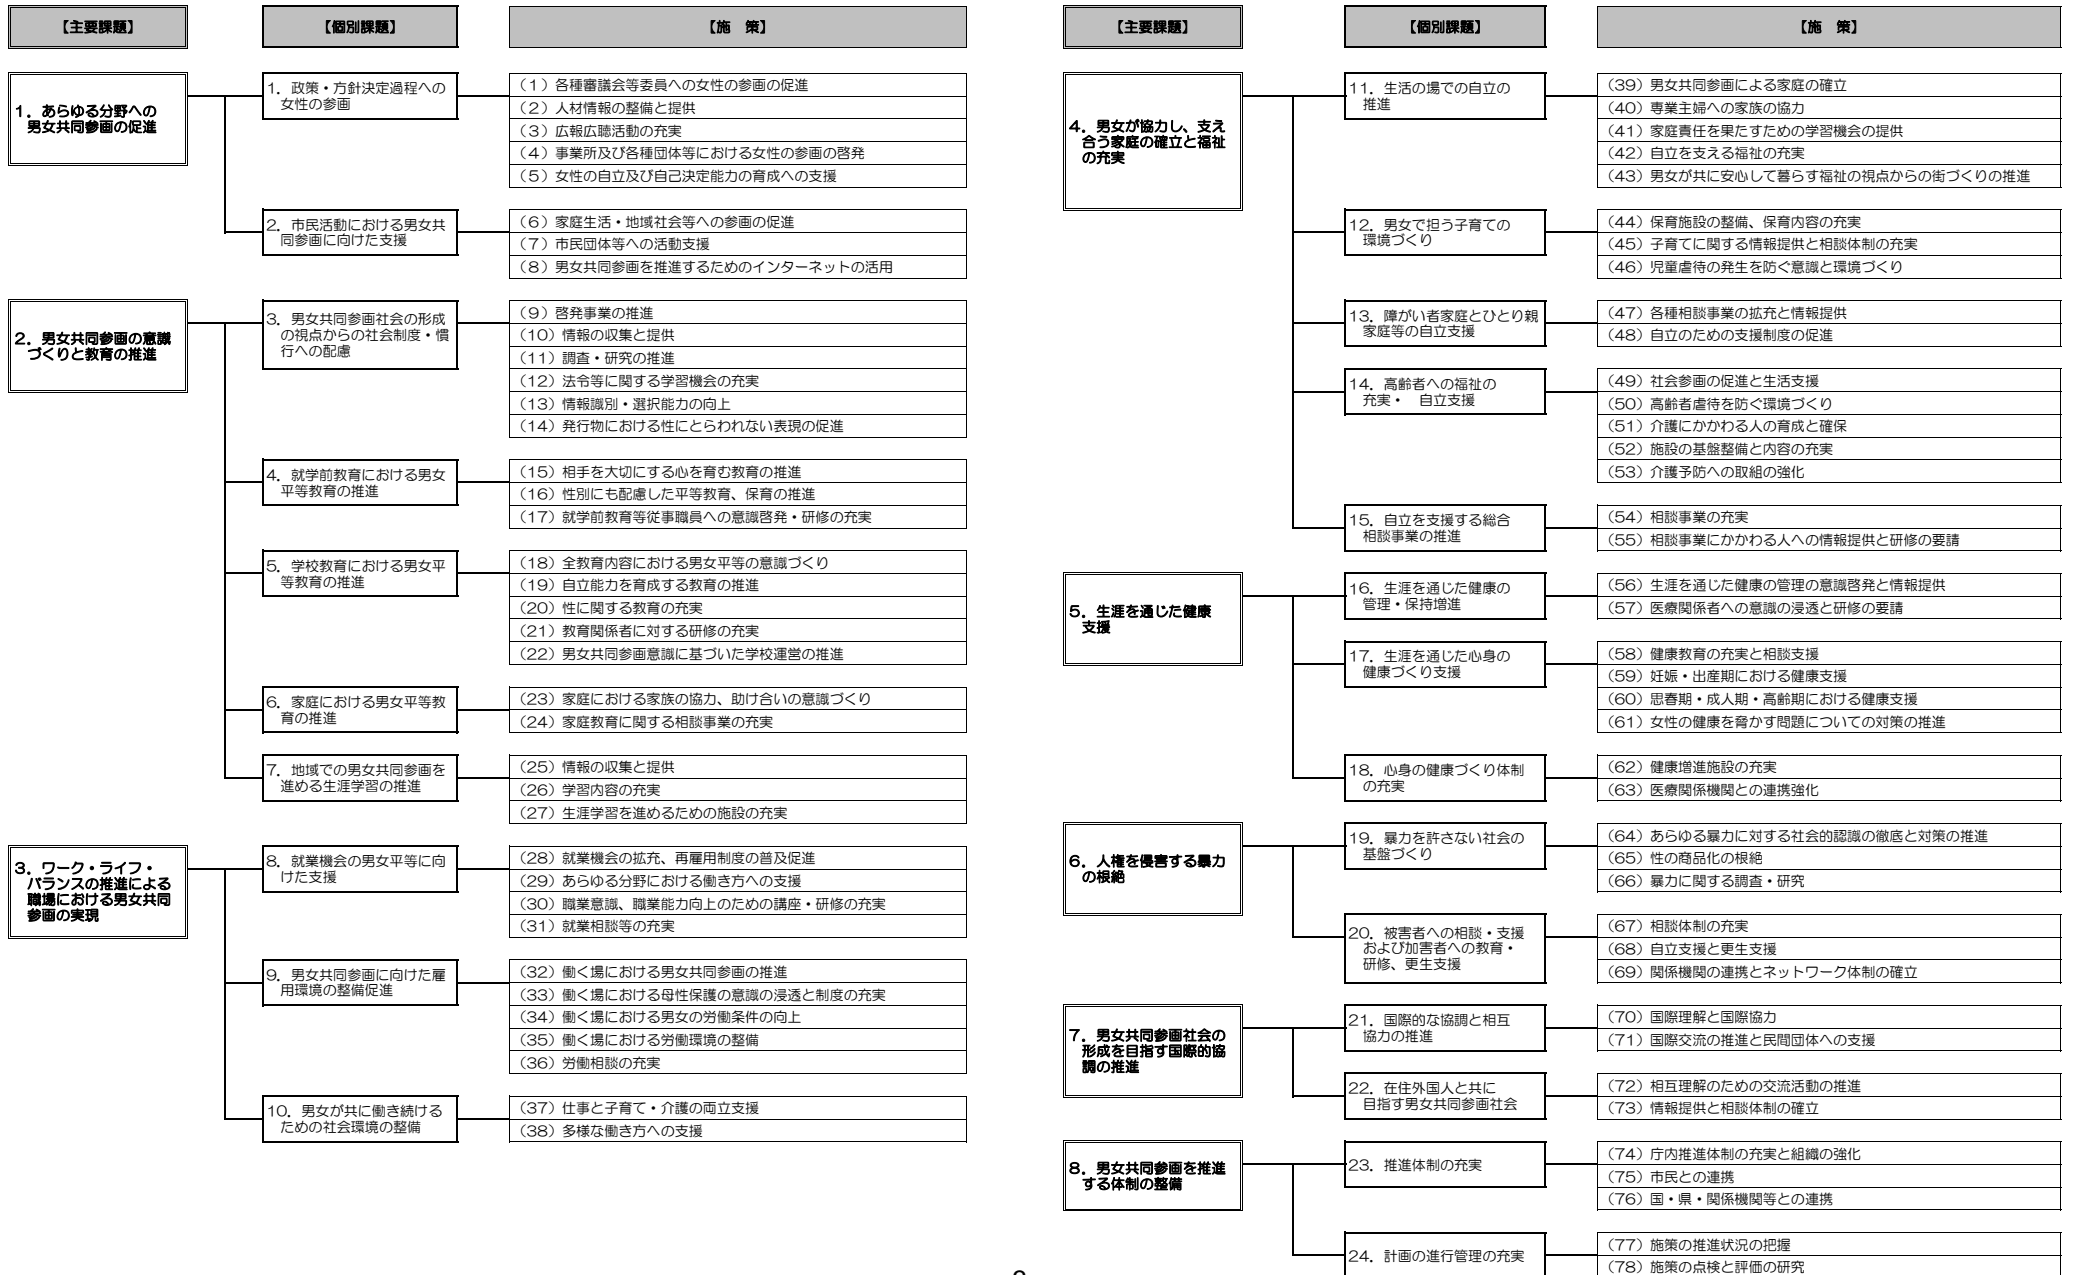 【主要課題】
【個別課題】
【施　策】
1．あらゆる分野への
男女共同参画の促進
1．政策・方針決定過程への
女性の参画
（1）各種審議会等委員への女性の参画の促進
（2）人材情報の整備と提供
（3）広報広聴活動の充実
（4）事業所及び各種団体等における女性の参画の啓発
（5）女性の自立及び自己決定能力の育成への支援
2．市民活動における男女共
同参画に向けた支援
（6）家庭生活・地域社会等への参画の促進
（7）市民団体等への活動支援
（8）男女共同参画を推進するためのインターネットの活用
2．男女共同参画の意識
づくりと教育の推進
3．男女共同参画社会の形成
の視点からの社会制度・慣
行への配慮
（9）啓発事業の推進
（10）情報の収集と提供
（11）調査・研究の推進
（12）法令等に関する学習機会の充実
（13）情報識別・選択能力の向上
（14）発行物における性にとらわれない表現の促進
4．就学前教育における男女
平等教育の推進
（15）相手を大切にする心を育む教育の推進
（16）性別にも配慮した平等教育、保育の推進
（17）就学前教育等従事職員への意識啓発・研修の充実
5．学校教育における男女平
等教育の推進
（18）全教育内容における男女平等の意識づくり
（19）自立能力を育成する教育の推進
（20）性に関する教育の充実
（21）教育関係者に対する研修の充実
（22）男女共同参画意識に基づいた学校運営の推進
6．家庭における男女平等教
育の推進
（23）家庭における家族の協力、助け合いの意識づくり
（24）家庭教育に関する相談事業の充実
7．地域での男女共同参画を
進める生涯学習の推進
（25）情報の収集と提供
（26）学習内容の充実
（27）生涯学習を進めるための施設の充実
3．ワーク・ライフ・
バランスの推進による
職場における男女共同
参画の実現
8．就業機会の男女平等に向
けた支援
（28）就業機会の拡充、再雇用制度の普及促進
（29）あらゆる分野における働き方への支援
（30）職業意識、職業能力向上のための講座・研修の充実
（31）就業相談等の充実
9．男女共同参画に向けた雇
用環境の整備促進
（32）働く場における男女共同参画の推進
（33）働く場における母性保護の意識の浸透と制度の充実
（34）働く場における男女の労働条件の向上
（35）働く場における労働環境の整備
（36）労働相談の充実
10．男女が共に働き続ける
ための社会環境の整備
（37）仕事と子育て・介護の両立支援
（38）多様な働き方への支援
【主要課題】
【個別課題】
【施　策】
4．男女が協力し、支え
合う家庭の確立と福祉
の充実
11．生活の場での自立の
推進
（39）男女共同参画による家庭の確立
（40）専業主婦への家族の協力
（41）家庭責任を果たすための学習機会の提供
（42）自立を支える福祉の充実
（43）男女が共に安心して暮らす福祉の視点からの街づくりの推進
12．男女で担う子育ての
環境づくり
（44）保育施設の整備、保育内容の充実
（45）子育てに関する情報提供と相談体制の充実
（46）児童虐待の発生を防ぐ意識と環境づくり
13．障がい者家庭とひとり親
家庭等の自立支援
（47）各種相談事業の拡充と情報提供
（48）自立のための支援制度の促進
14．高齢者への福祉の
充実・　自立支援
（49）社会参画の促進と生活支援
（50）高齢者虐待を防ぐ環境づくり
（51）介護にかかわる人の育成と確保
（52）施設の基盤整備と内容の充実
（53）介護予防への取組の強化
15．自立を支援する総合
相談事業の推進
（54）相談事業の充実
（55）相談事業にかかわる人への情報提供と研修の要請
5．生涯を通じた健康
支援
16．生涯を通じた健康の
管理・保持増進
（56）生涯を通じた健康の管理の意識啓発と情報提供
（57）医療関係者への意識の浸透と研修の要請
17．生涯を通じた心身の
健康づくり支援
（58）健康教育の充実と相談支援
（59）妊娠・出産期における健康支援
（60）思春期・成人期・高齢期における健康支援
（61）女性の健康を脅かす問題についての対策の推進
18．心身の健康づくり体制
の充実
（62）健康増進施設の充実
（63）医療関係機関との連携強化
6．人権を侵害する暴力
の根絶
19．暴力を許さない社会の
基盤づくり
（64）あらゆる暴力に対する社会的認識の徹底と対策の推進
（65）性の商品化の根絶
（66）暴力に関する調査・研究
20．被害者への相談・支援
および加害者への教育・
研修、更生支援
（67）相談体制の充実
（68）自立支援と更生支援
（69）関係機関の連携とネットワーク体制の確立
7．男女共同参画社会の
形成を目指す国際的協
調の推進
21．国際的な協調と相互
協力の推進
（70）国際理解と国際協力
（71）国際交流の推進と民間団体への支援
22．在住外国人と共に
目指す男女共同参画社会
（72）相互理解のための交流活動の推進
（73）情報提供と相談体制の確立
8．男女共同参画を推進
する体制の整備
23．推進体制の充実
（74）庁内推進体制の充実と組織の強化
（75）市民との連携
（76）国・県・関係機関等との連携
24．計画の進行管理の充実
（77）施策の推進状況の把握
（78）施策の点検と評価の研究